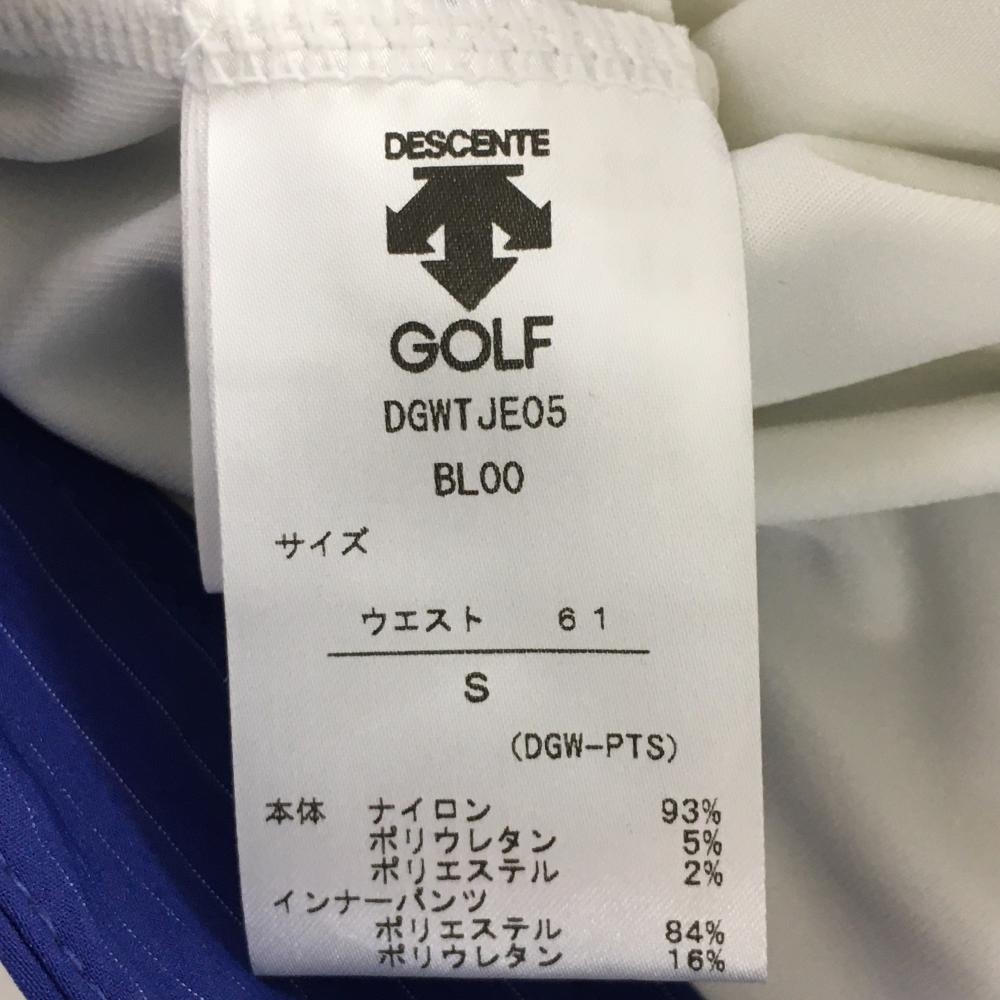 DESCENTE
GOLF
DGWTJE05
BL00
サイズ
ウエスト 61
S
(DGW-PTS)
本体 ナイロン 93%
ポリウレタン 5%
ポリエステル 2%
インナーパンツ
ポリエステル 84%
ポリウレタン 16%